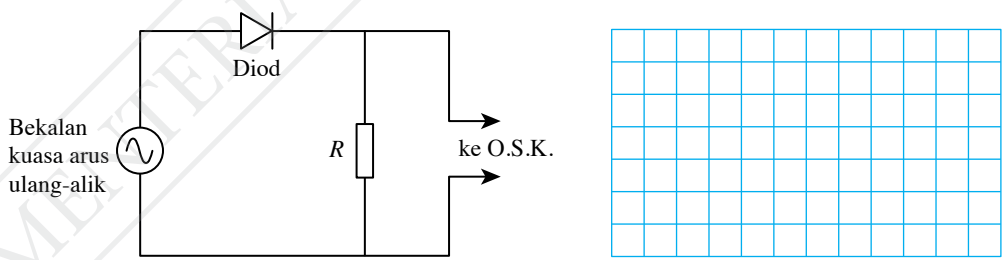 Diod
Bekalan
kuasa arus
ulang-alik
R
ke O.S.K.